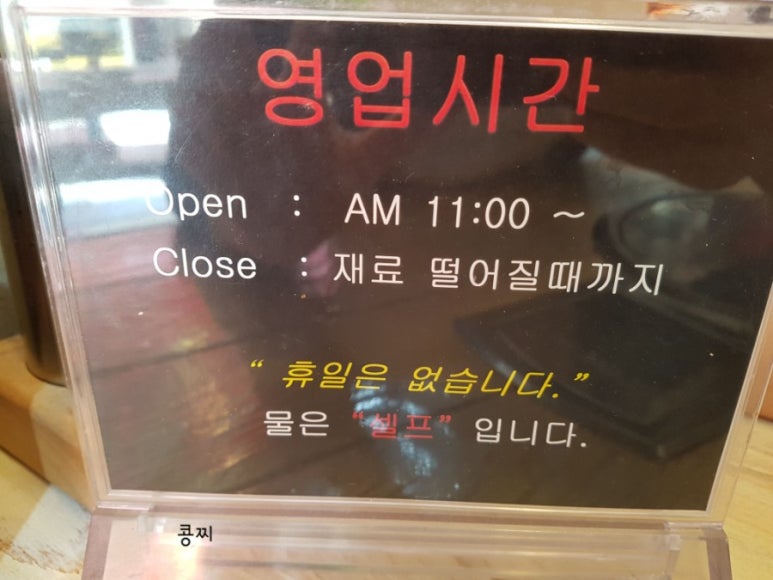 영업시간
Open : AM 11:00 ~
Close : 재료 떨어질때까지
“ 휴일은 없습니다.”
물은 “셀프” 입니다.
콩찌